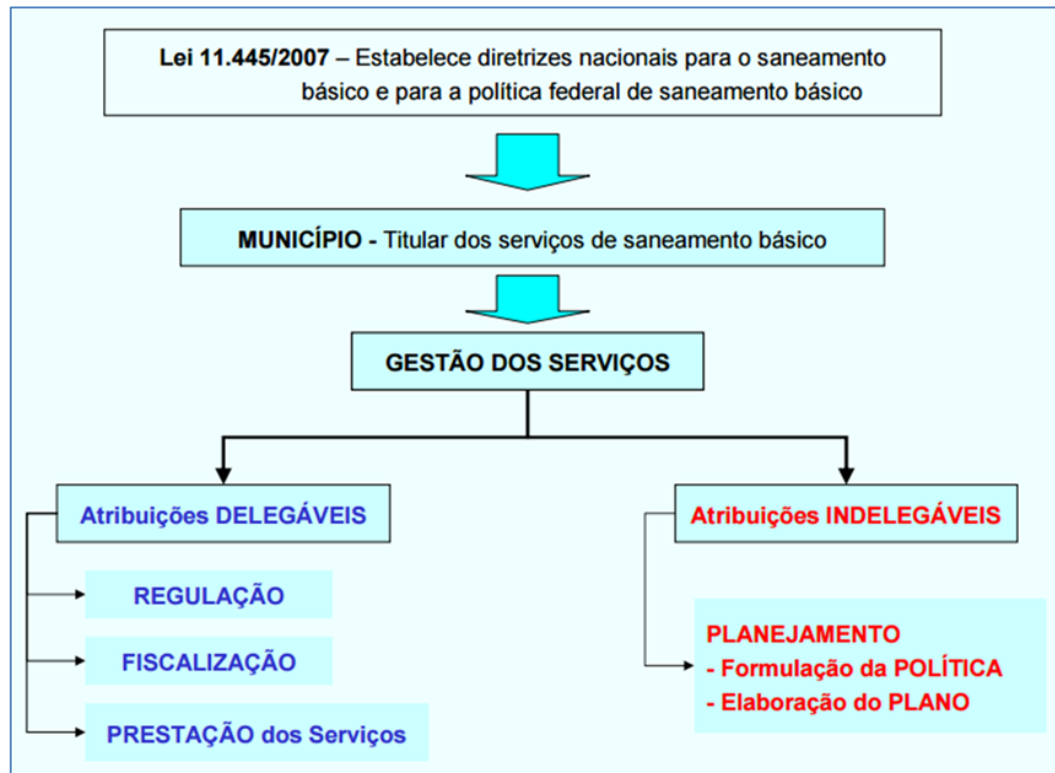 Lei 11.445/2007 – Estabelece diretrizes nacionais para o saneamento
básico e para a política federal de saneamento básico
MUNICÍPIO - Titular dos serviços de saneamento básico
GESTÃO DOS SERVIÇOS
Atribuições DELEGÁVEIS
REGULAÇÃO
FISCALIZAÇÃO
PRESTAÇÃO dos Serviços
Atribuições INDELEGÁVEIS
PLANEJAMENTO
- Formulação da POLÍTICA
- Elaboração do PLANO